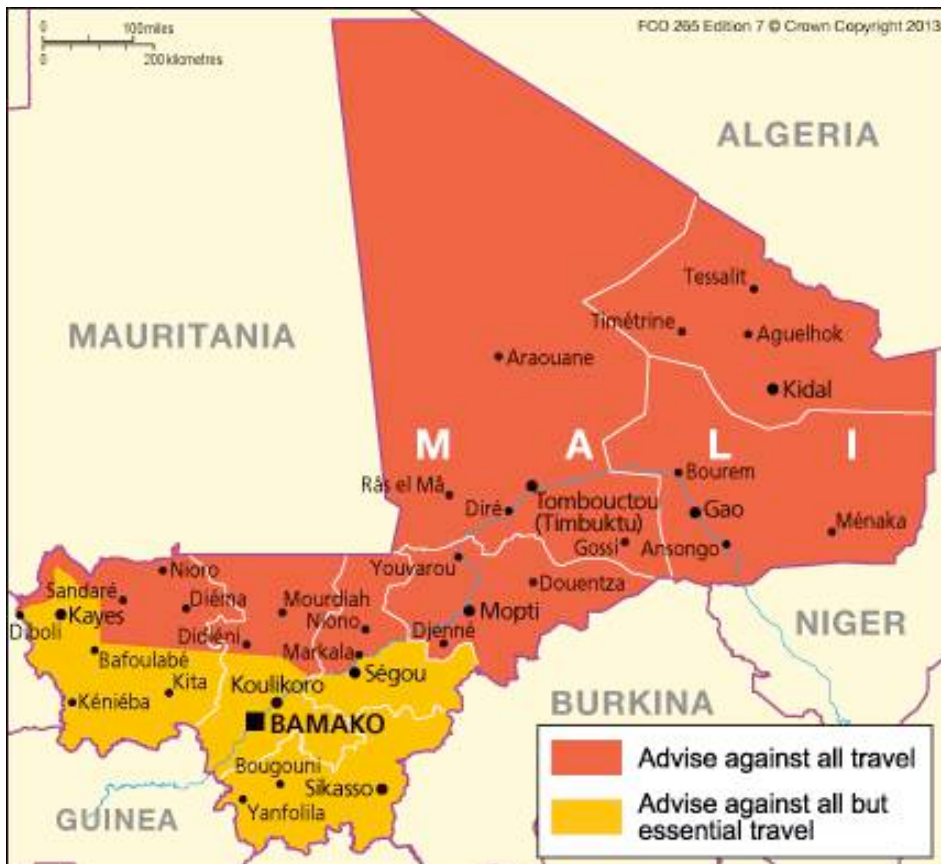 0 100miles
0 200kilometres
FCO 265 Edition 7 © Crown Copyright 2013
ALGERIA
MAURITANIA
Tessalit
Timétrine
Aguelhok
Araouane
Kidal
M A L I
Râs el Mâ
Bourem
Tombouctou
(Timbuktu)
Diré
Gao
Ménaka
Gossi
Ansongo
Youvarou
Douentza
Nioro
Sandaré
Diéma
Mourdiah
Niono
Mopti
Kayes
Diboli
Didiéni
Djenné
NIGER
Bafoulabé
Markala
Ségou
Kita
Koulikoro
Kéniéba
BURKINA
BAMAKO
Bougouni
Sikasso
Yanfolila
GUINEA
Advise against all travel
Advise against all but
essential travel